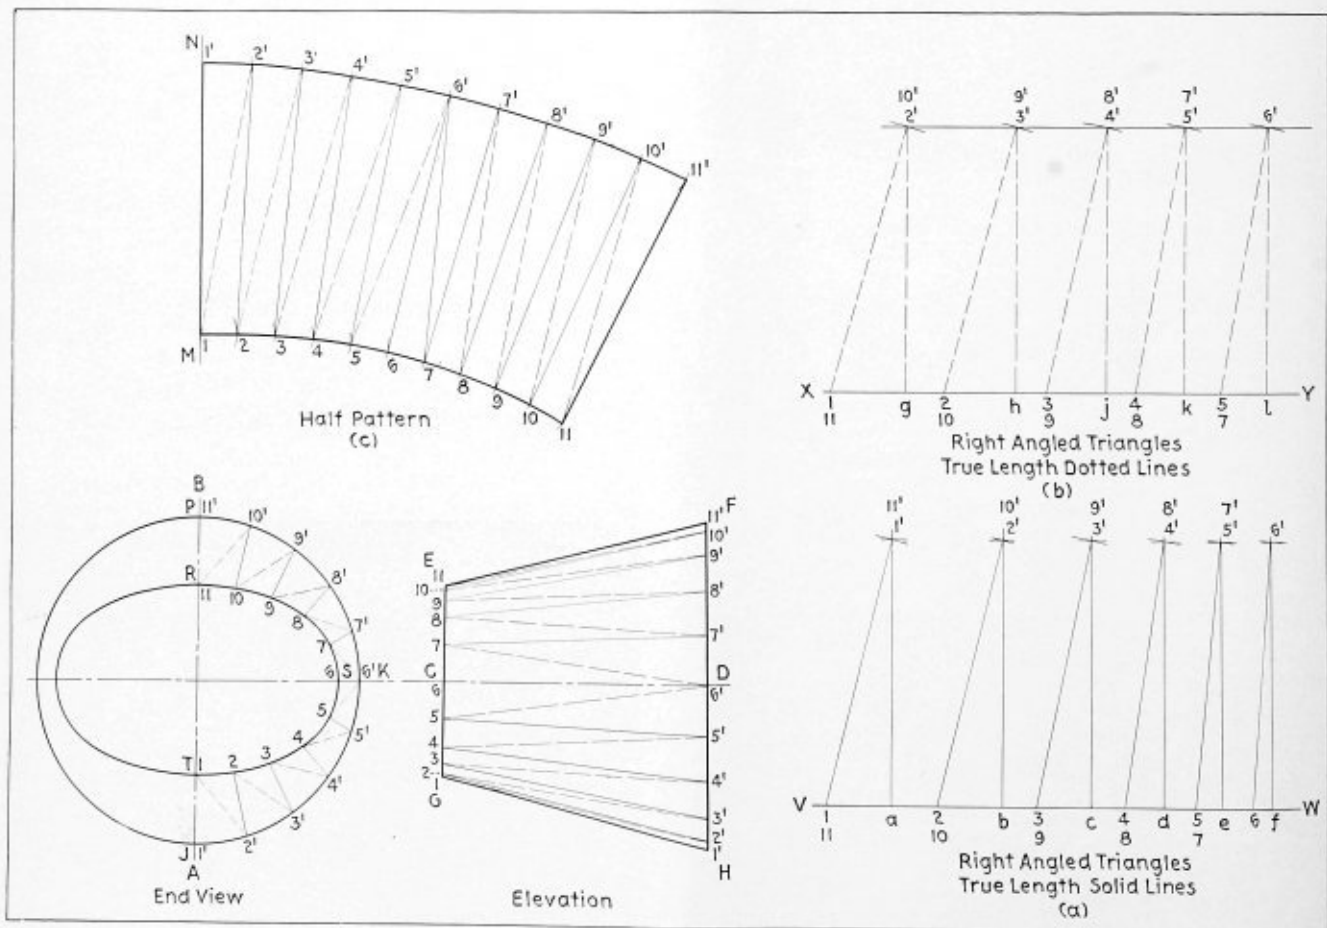 N
1' 2' 3' 4' 5' 6' 7' 8' 9' 10' 11'
M 1 2 3 4 5 6 7 8 9 10 11
Half Pattern
(c)
10' 9' 8' 7'
2' 3' 4' 5' 6'
X 1 g 2 h 3 j 4 k 5 l Y
11 10 9 8 7
Right Angled Triangles
True Length Dotted Lines
(b)
B
P 11' 10' 9' 8' 7' 6' K
R
11 10 9 8 7 6 S
5
T 1 2 3 4
5' 4' 3' 2'
J 1'
A
End View
E
11
10
9
8
7
C
6
5
4
3
2
1
G
F
11'
10'
9'
8'
7'
D
6'
5'
4'
3'
2'
1'
H
Elevation
11' 10' 9' 8' 7'
1' 2' 3' 4' 5' 6'
V 1 a 2 b 3 c 4 d 5 e 6 f W
11 10 9 8 7
Right Angled Triangles
True Length Solid Lines
(a)